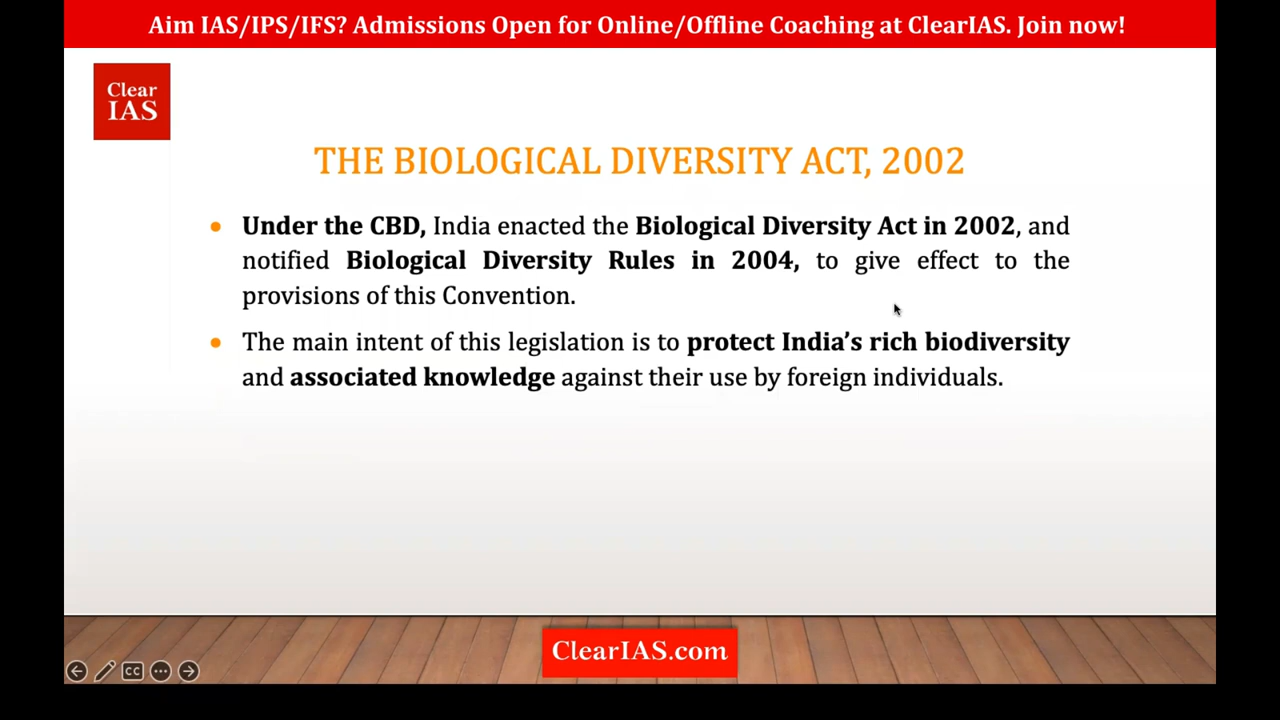 Aim IAS/IPS/IFS? Admissions Open for Online/Offline Coaching at ClearIAS. Join now!
Clear
IAS
THE BIOLOGICAL DIVERSITY ACT, 2002
• Under the CBD, India enacted the Biological Diversity Act in 2002, and
notified Biological Diversity Rules in 2004, to give effect to the
provisions of this Convention.
• The main intent of this legislation is to protect India's rich biodiversity
and associated knowledge against their use by foreign individuals.
ClearIAS.com
CC